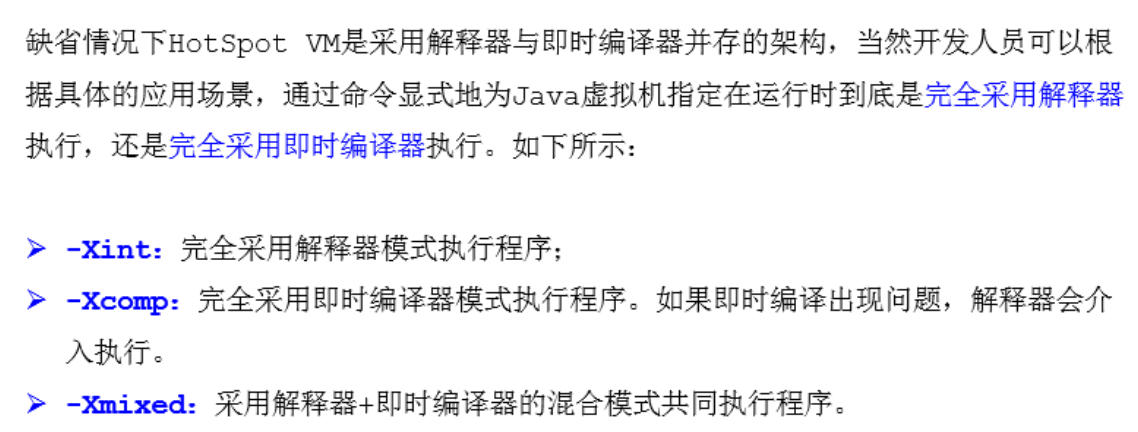 缺省情况下HotSpot VM是采用解释器与即时编译器并存的架构，当然开发人员可以根
据具体的应用场景，通过命令显式地为Java虚拟机指定在运行时到底是完全采用解释器
执行，还是完全采用即时编译器执行。如下所示：
➢ -Xint：完全采用解释器模式执行程序；
➢ -Xcomp：完全采用即时编译器模式执行程序。如果即时编译出现问题，解释器会介
入执行。
➢ -Xmixed：采用解释器+即时编译器的混合模式共同执行程序。